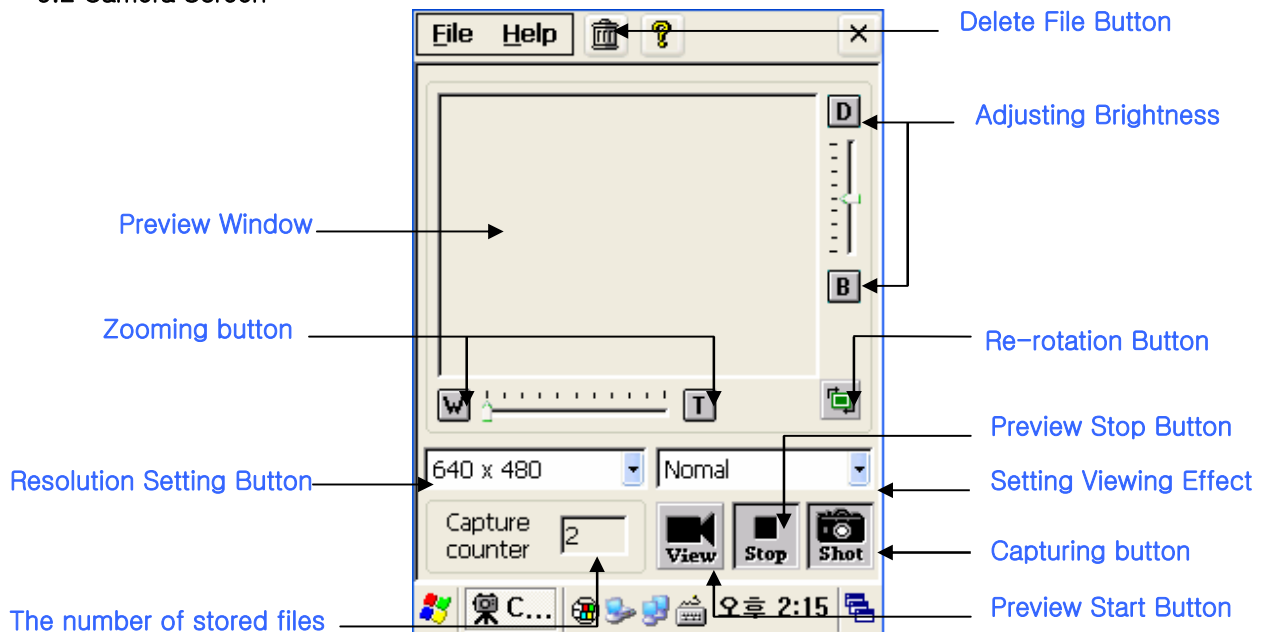 Delete File Button
File Help
D
Adjusting Brightness
Preview Window
B
Zooming button
Re-rotation Button
W T
Preview Stop Button
640 x 480 Nomal
Resolution Setting Button
Setting Viewing Effect
Capture counter
2
View Stop Shot
Capturing button
C...
오후 2:15
Preview Start Button
The number of stored files